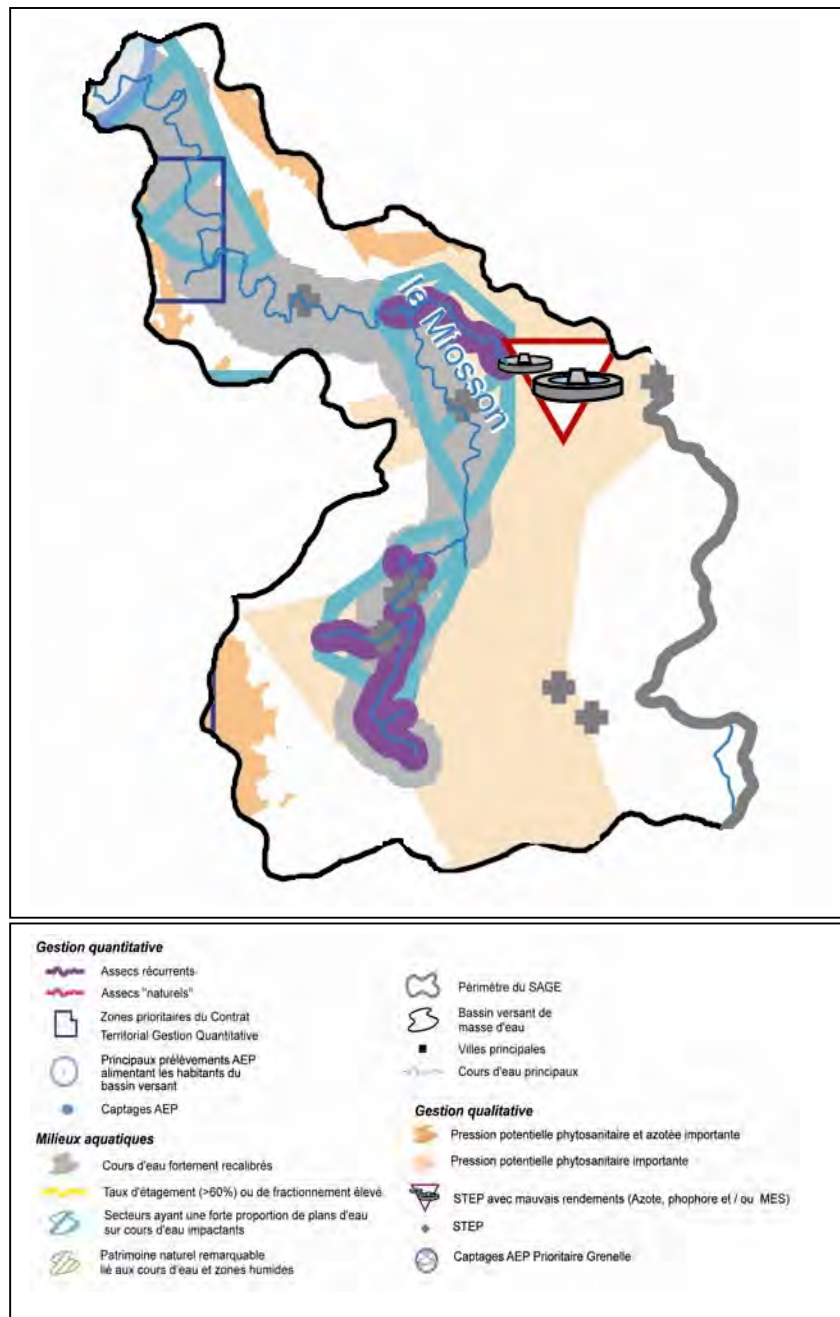 le Miosson
Gestion quantitative
Assecs récurrents
Assecs "naturels"
Zones prioritaires du Contrat
Territorial Gestion Quantitative
Principaux prélèvements AEP
alimentant les habitants du
bassin versant
Captages AEP
Milieux aquatiques
Cours d'eau fortement recalibrés
Taux d'étagement (>60%) ou de fractionnement élevé
Secteurs ayant une forte proportion de plans d'eau
sur cours d'eau impactants
Patrimoine naturel remarquable
lié aux cours d'eau et zones humides
Périmètre du SAGE
Bassin versant de
masse d'eau
Villes principales
Cours d'eau principaux
Gestion qualitative
Pression potentielle phytosanitaire et azotée importante
Pression potentielle phytosanitaire importante
STEP avec mauvais rendements (Azote, phophore et / ou MES)
STEP
Captages AEP Prioritaire Grenelle